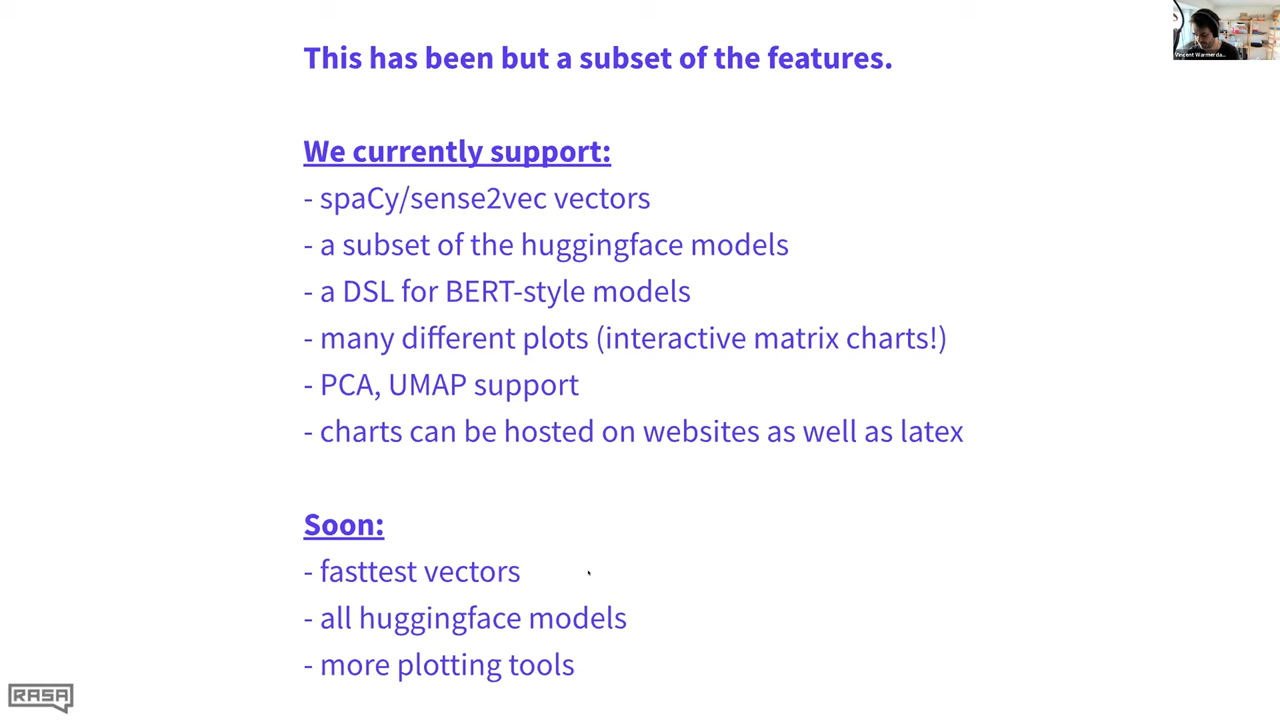 This has been but a subset of the features.
Vincent Warmerda...
We currently support:
- spaCy/sense2vec vectors
- a subset of the huggingface models
- a DSL for BERT-style models
- many different plots (interactive matrix charts!)
- PCA, UMAP support
- charts can be hosted on websites as well as latex
Soon:
- fasttest vectors
- all huggingface models
- more plotting tools
RASA